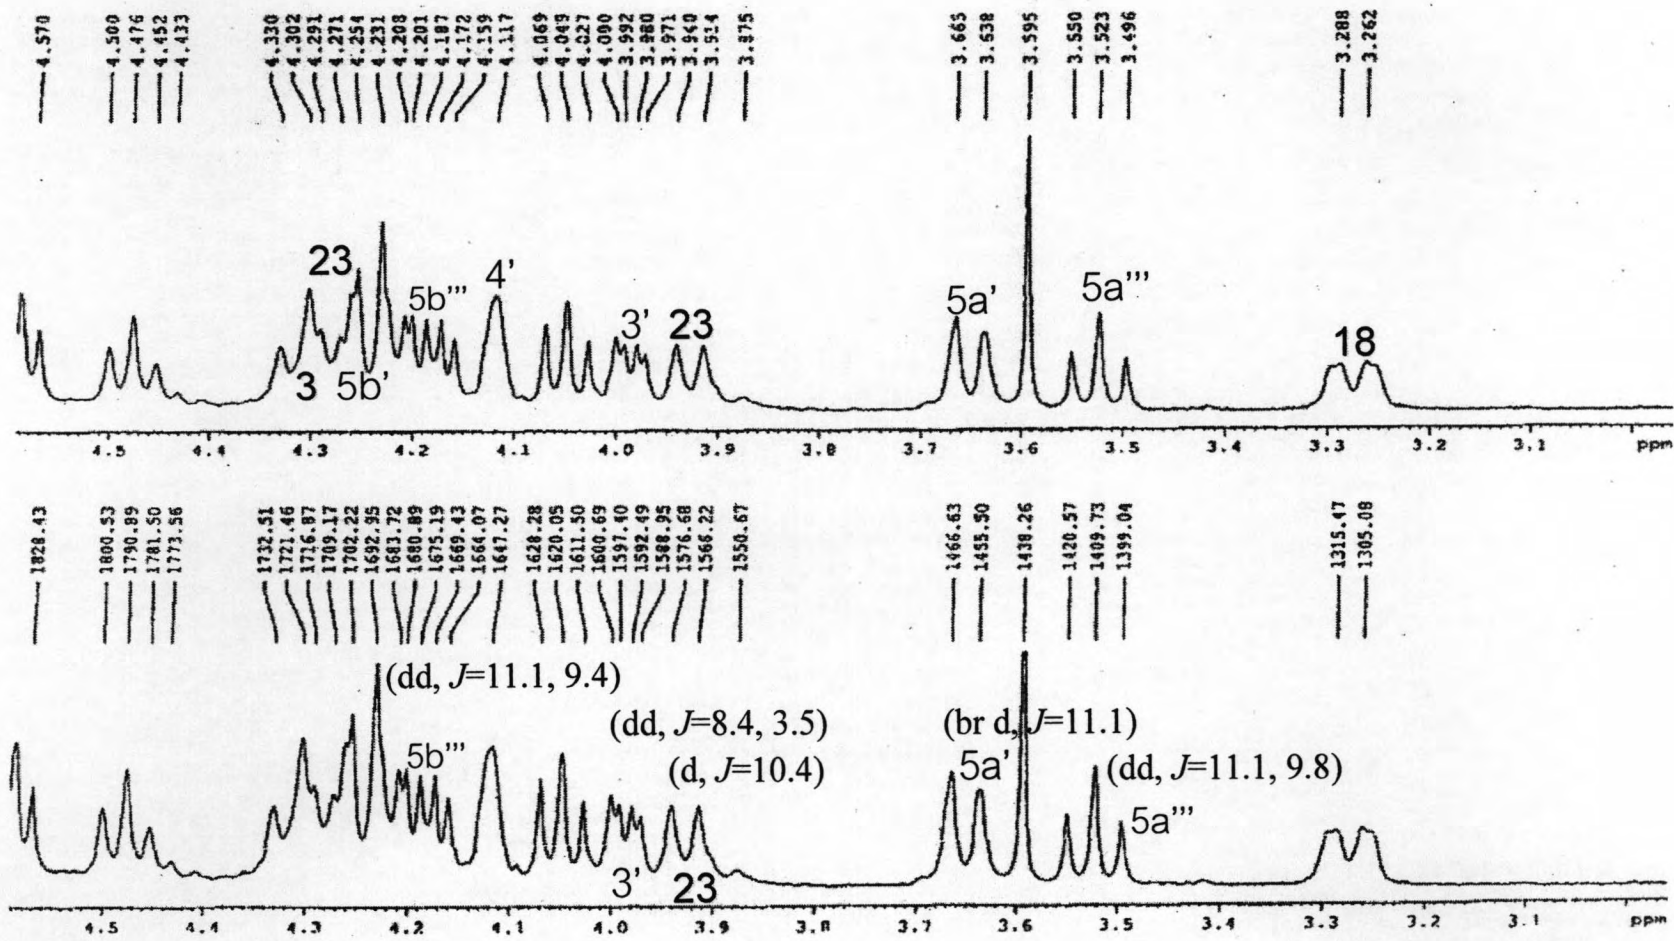 4.570 4.500 4.476 4.452 4.433 4.330 4.302 4.291 4.271 4.254 4.231 4.208 4.201 4.187 4.172 4.159 4.117 4.069 4.049 4.027 4.000 3.992 3.980 3.971 3.940 3.914 3.875 3.665 3.638 3.595 3.550 3.523 3.496 3.288 3.262
23 5b''' 4' 3' 23 5a' 5a''' 18
3 5b'
4.5 4.4 4.3 4.2 4.1 4.0 3.9 3.8 3.7 3.6 3.5 3.4 3.3 3.2 3.1 ppm
1828.43 1800.53 1790.89 1781.50 1773.56 1732.51 1721.46 1716.87 1709.17 1702.22 1692.95 1683.72 1680.89 1675.19 1669.43 1664.07 1647.27 1628.28 1620.05 1611.50 1600.69 1597.40 1592.49 1588.95 1576.68 1566.22 1550.67 1466.63 1455.50 1438.26 1420.57 1409.73 1399.04 1315.47 1305.08
(dd, J=11.1, 9.4)
(dd, J=8.4, 3.5) (br d, J=11.1)
5b''' (d, J=10.4) 5a' (dd, J=11.1, 9.8)
5a'''
3' 23
4.5 4.4 4.3 4.2 4.1 4.0 3.9 3.8 3.7 3.6 3.5 3.4 3.3 3.2 3.1 ppm